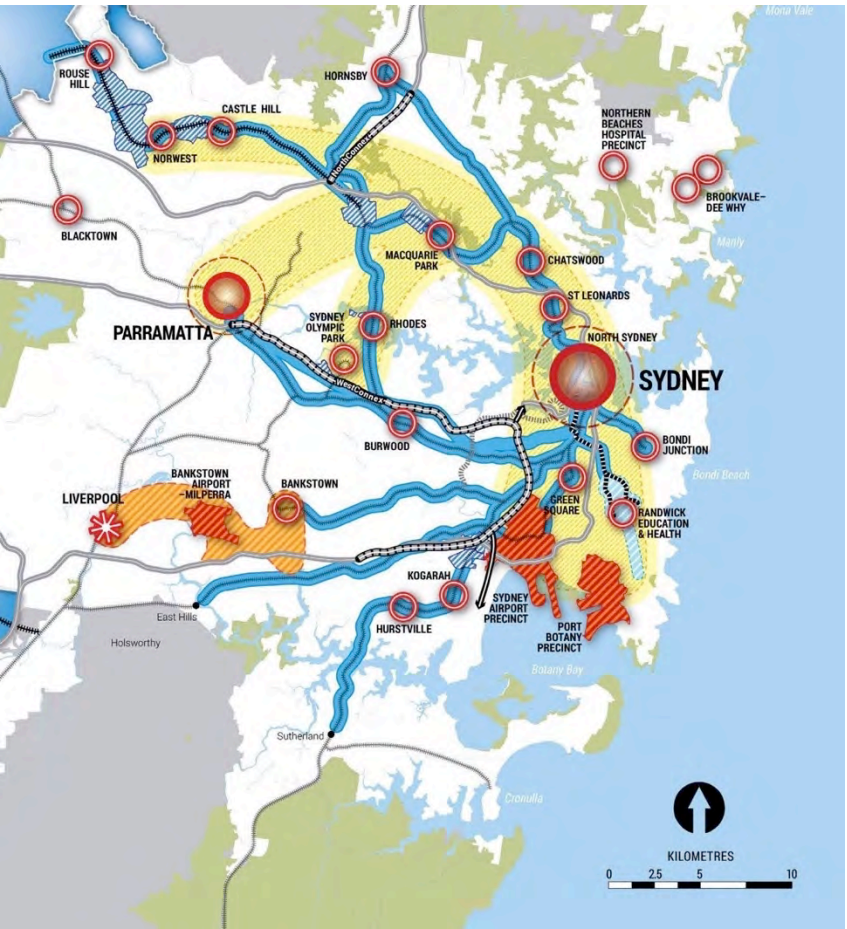 Mona Vale
ROUSE
HILL
HORNSBY
CASTLE HILL
NORTHERN
BEACHES
HOSPITAL
PRECINCT
NorthConnex
NORWEST
BROOKVALE–
DEE WHY
BLACKTOWN
MACQUARIE
PARK
CHATSWOOD
Manly
ST LEONARDS
SYDNEY
OLYMPIC
PARK
RHODES
PARRAMATTA
NORTH SYDNEY
SYDNEY
WestConnex
BURWOOD
BONDI
JUNCTION
Bondi Beach
BANKSTOWN
AIRPORT
–MILPERRA
BANKSTOWN
LIVERPOOL
GREEN
SQUARE
RANDWICK
EDUCATION
& HEALTH
KOGARAH
SYDNEY
AIRPORT
PRECINCT
East Hills
HURSTVILLE
PORT
BOTANY
PRECINCT
Holsworthy
Botany Bay
Sutherland
Cronulla
KILOMETRES
0 2.5 5 10